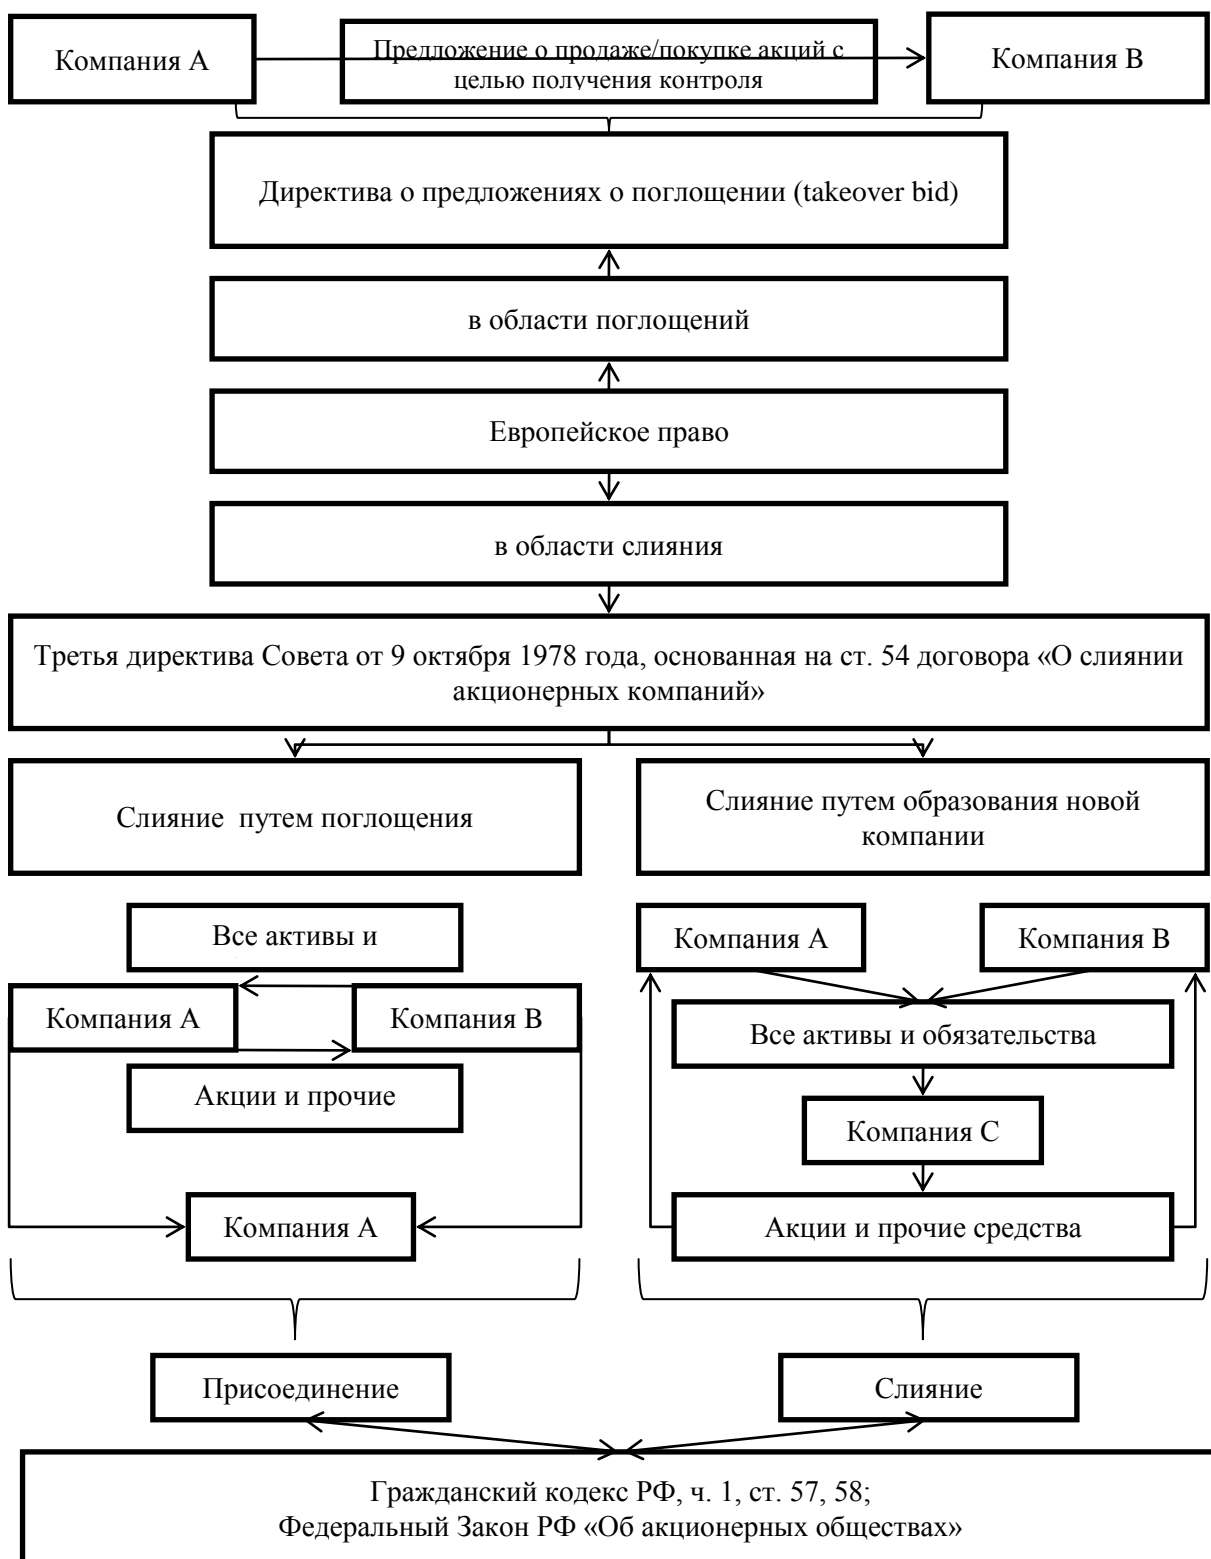 Компания А
Предложение о продаже/покупке акций с
целью получения контроля
Компания В
Директива о предложениях о поглощении (takeover bid)
в области поглощений
Европейское право
в области слияния
Третья директива Совета от 9 октября 1978 года, основанная на ст. 54 договора «О слиянии
акционерных компаний»
Слияние путем поглощения
Слияние путем образования новой
компании
Все активы и
Компания А
Компания В
Акции и прочие
Компания А
Компания А
Компания В
Все активы и обязательства
Компания С
Акции и прочие средства
Присоединение
Слияние
Гражданский кодекс РФ, ч. 1, ст. 57, 58;
Федеральный Закон РФ «Об акционерных обществах»